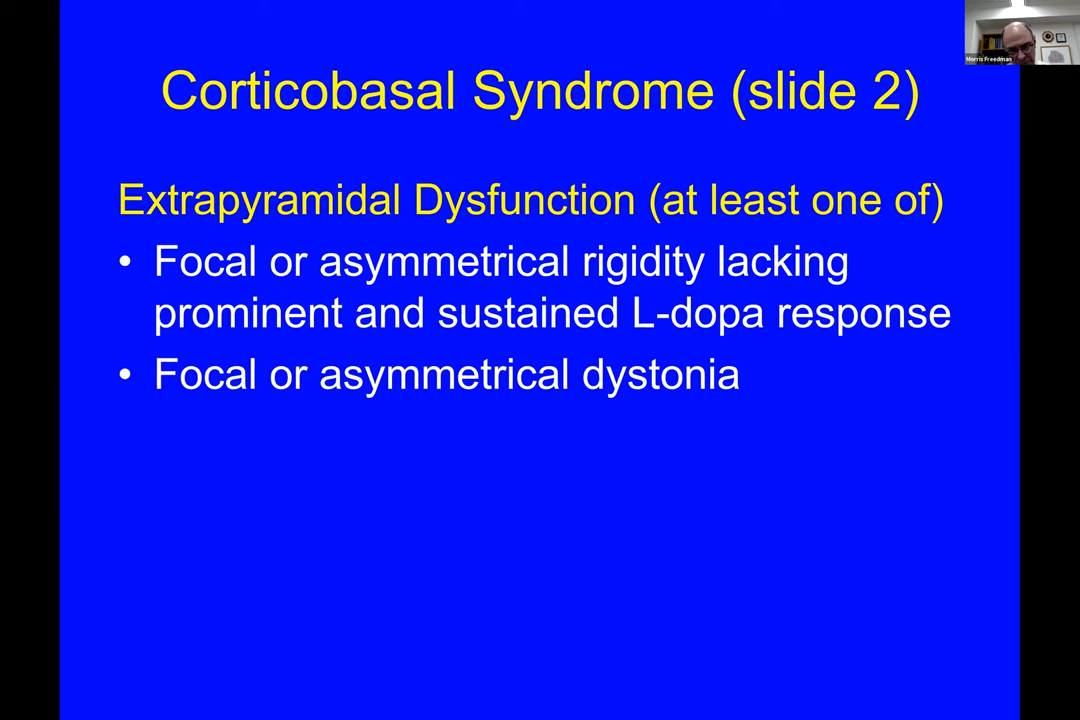 Corticobasal Syndrome (slide 2)
Extrapyramidal Dysfunction (at least one of)
• Focal or asymmetrical rigidity lacking
prominent and sustained L-dopa response
• Focal or asymmetrical dystonia
Morris Freedman